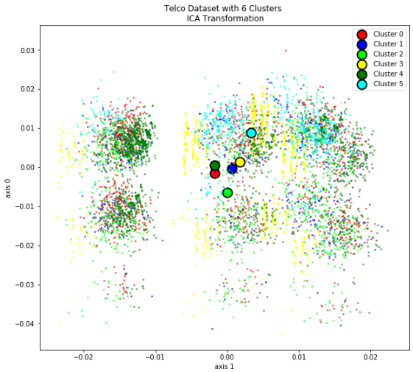 Telco Dataset with 6 Clusters
ICA Transformation
Cluster 0
Cluster 1
Cluster 2
Cluster 3
Cluster 4
Cluster 5
0.03
0.02
0.01
0.00
−0.01
−0.02
−0.03
−0.04
axis 0
−0.02
−0.01
0.00
0.01
0.02
axis 1